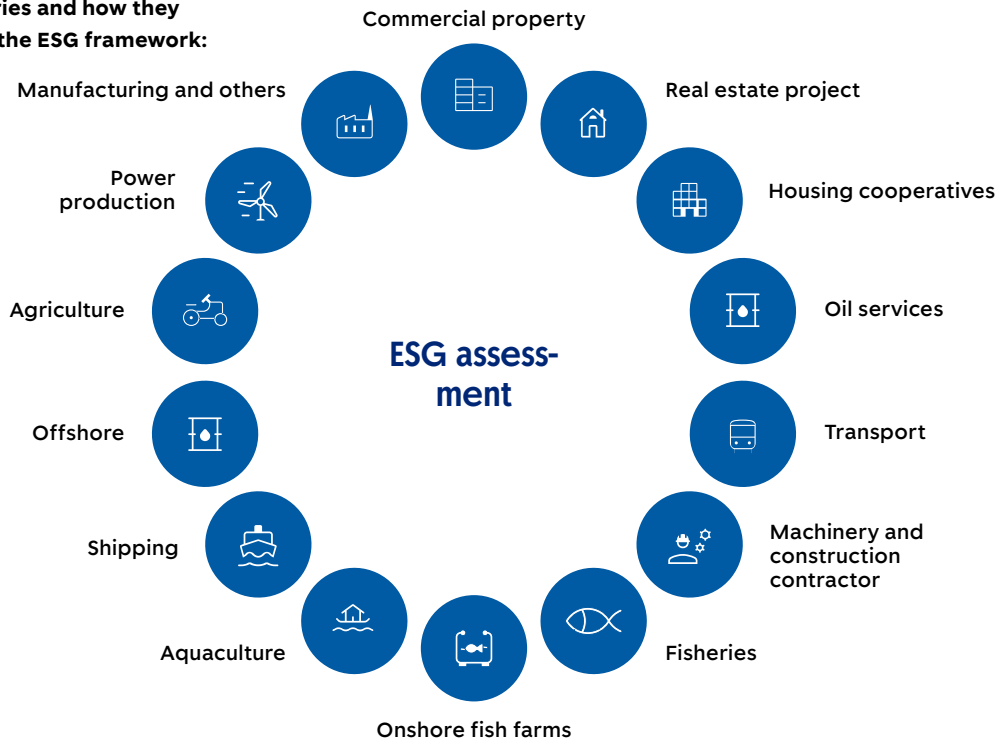 ries and how they
the ESG framework:
Commercial property
Manufacturing and others
Real estate project
Power
production
Housing cooperatives
Agriculture
Oil services
ESG assess-
ment
Offshore
Transport
Shipping
Machinery and
construction
contractor
Aquaculture
Fisheries
Onshore fish farms